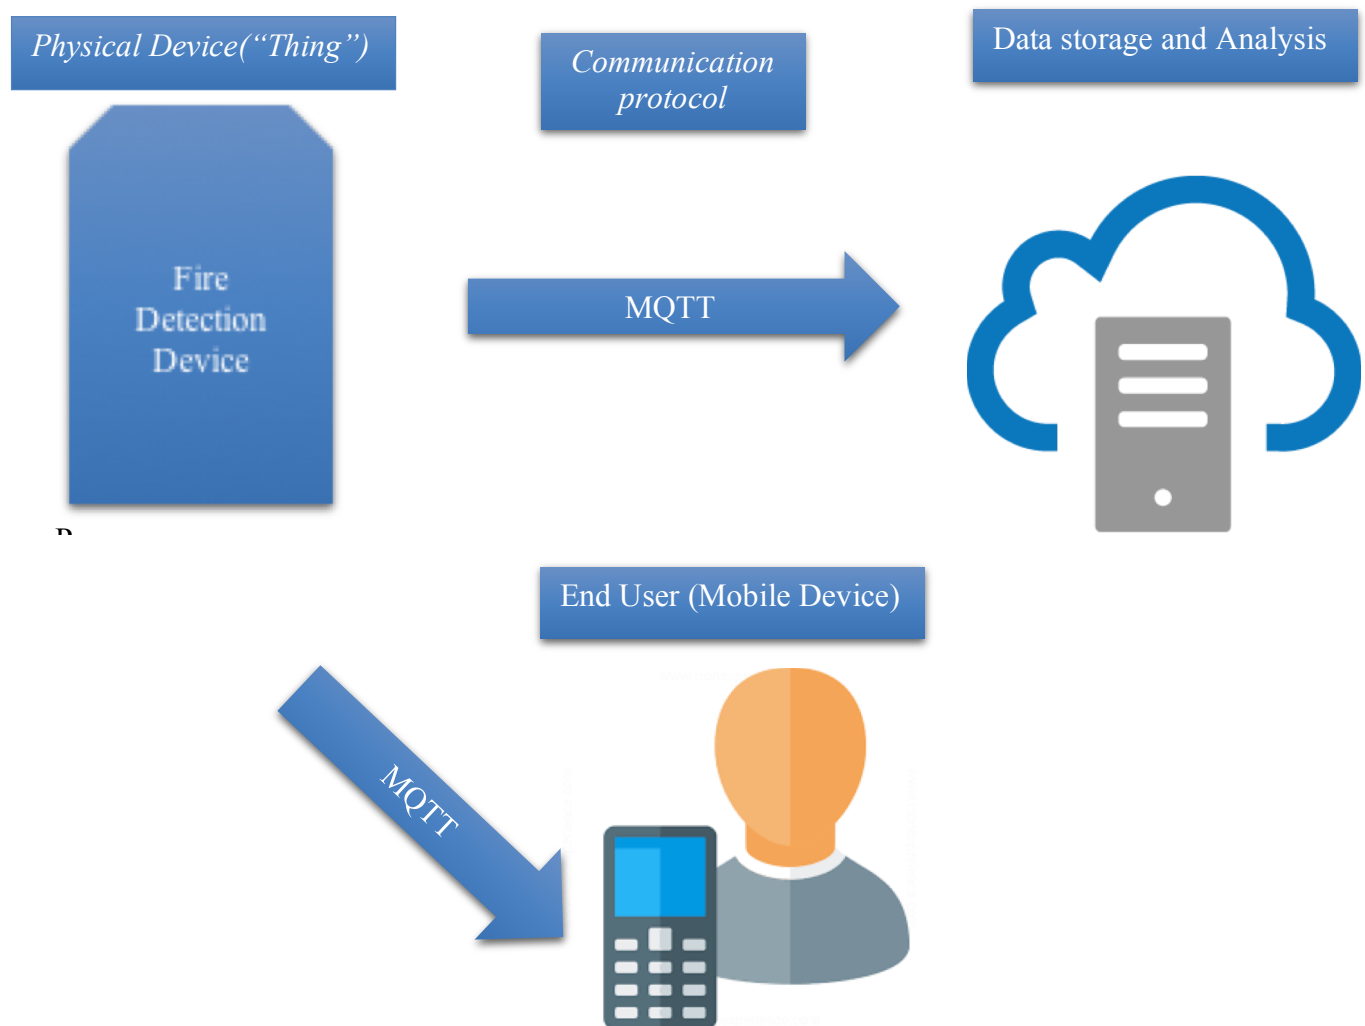 Physical Device(“Thing”)
Communication
protocol
Data storage and Analysis
Fire
Detection
Device
MQTT
End User (Mobile Device)
MQTT